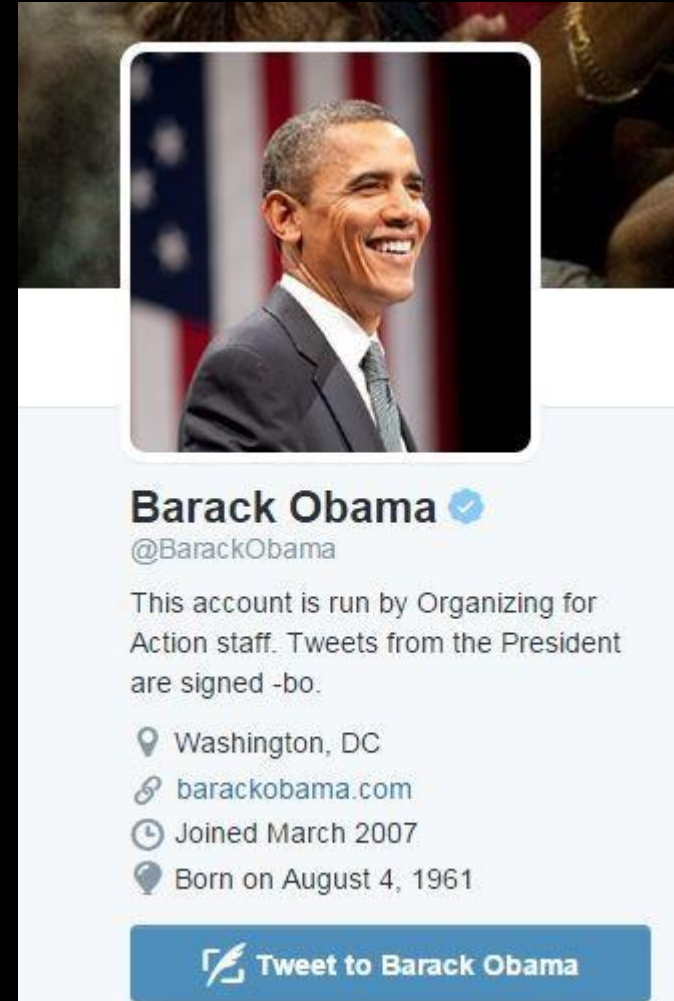 Barack Obama
@BarackObama
This account is run by Organizing for
Action staff. Tweets from the President
are signed -bo.
Washington, DC
barackobama.com
Joined March 2007
Born on August 4, 1961
Tweet to Barack Obama